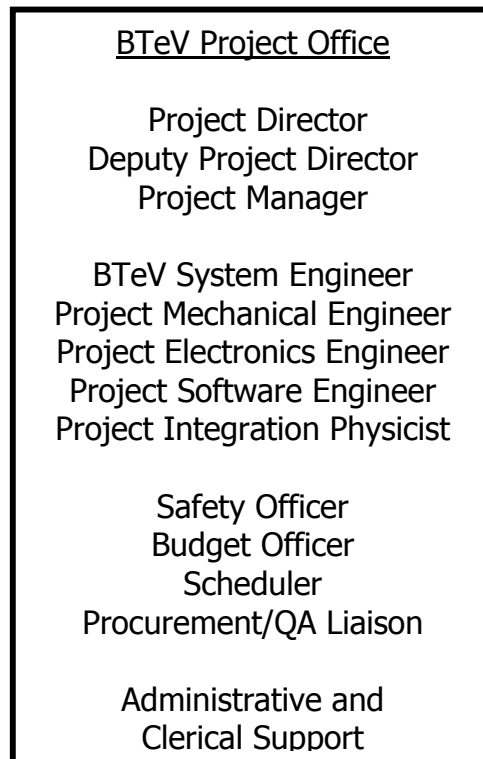 BTeV Project Office
Project Director
Deputy Project Director
Project Manager
BTeV System Engineer
Project Mechanical Engineer
Project Electronics Engineer
Project Software Engineer
Project Integration Physicist
Safety Officer
Budget Officer
Scheduler
Procurement/QA Liaison
Administrative and
Clerical Support